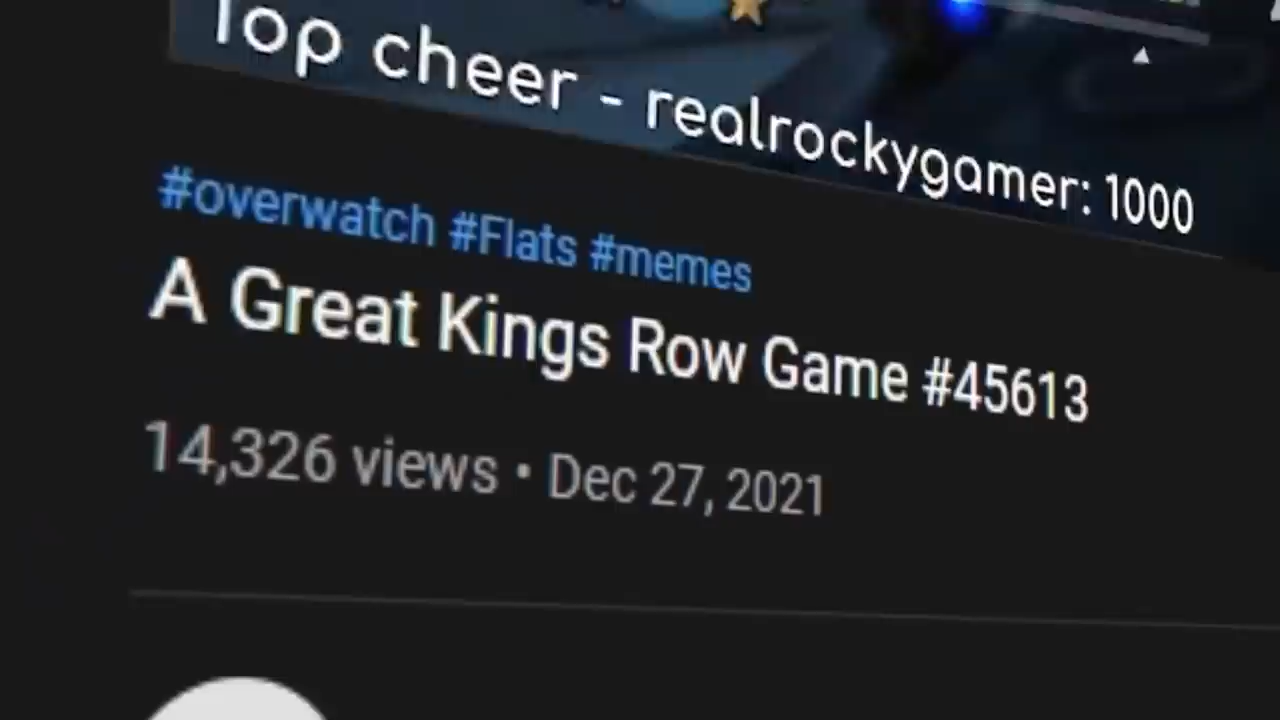 Top cheer - realrockygamer: 1000
#overwatch #Flats #memes
A Great Kings Row Game #45613
14,326 views • Dec 27, 2021